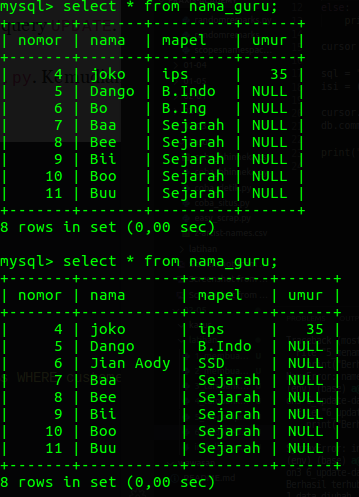 mysql> select * from nama_guru;
+-------+-------+---------+------+
| nomor | nama  | mapel   | umur |
+-------+-------+---------+------+
|     4 | joko  | ips     |   35 |
|     5 | Dango | B.Indo  | NULL |
|     6 | Bo    | B.Ing   | NULL |
|     7 | Baa   | Sejarah | NULL |
|     8 | Bee   | Sejarah | NULL |
|     9 | Bii   | Sejarah | NULL |
|    10 | Boo   | Sejarah | NULL |
|    11 | Buu   | Sejarah | NULL |
+-------+-------+---------+------+
8 rows in set (0,00 sec)
mysql> select * from nama_guru;
+-------+-----------+---------+------+
| nomor | nama      | mapel   | umur |
+-------+-----------+---------+------+
|     4 | joko      | ips     |   35 |
|     5 | Dango     | B.Indo  | NULL |
|     6 | Jian Aody | SSD     | NULL |
|     7 | Baa       | Sejarah | NULL |
|     8 | Bee       | Sejarah | NULL |
|     9 | Bii       | Sejarah | NULL |
|    10 | Boo       | Sejarah | NULL |
|    11 | Buu       | Sejarah | NULL |
+-------+-----------+---------+------+
8 rows in set (0,00 sec)